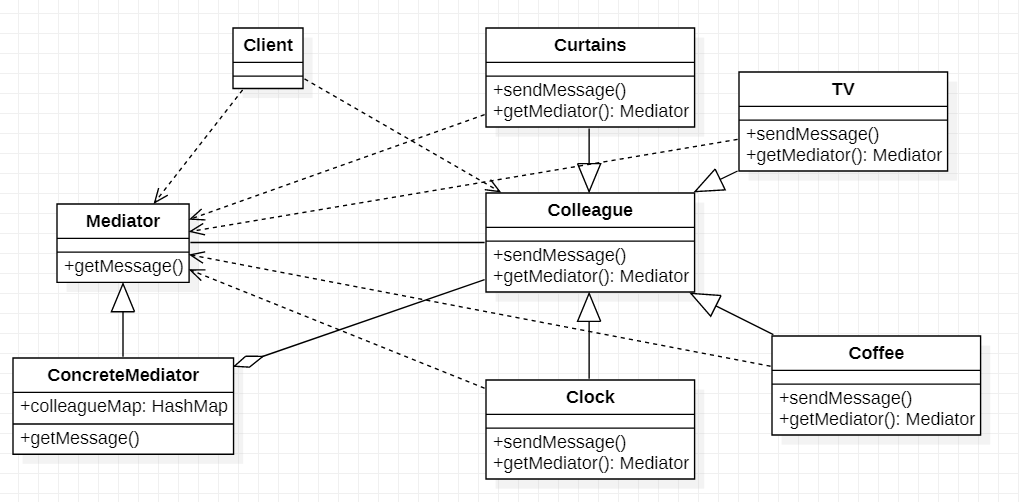 Client
Curtains
+sendMessage()
+getMediator(): Mediator
TV
+sendMessage()
+getMediator(): Mediator
Mediator
+getMessage()
Colleague
+sendMessage()
+getMediator(): Mediator
ConcreteMediator
+colleagueMap: HashMap
+getMessage()
Clock
+sendMessage()
+getMediator(): Mediator
Coffee
+sendMessage()
+getMediator(): Mediator